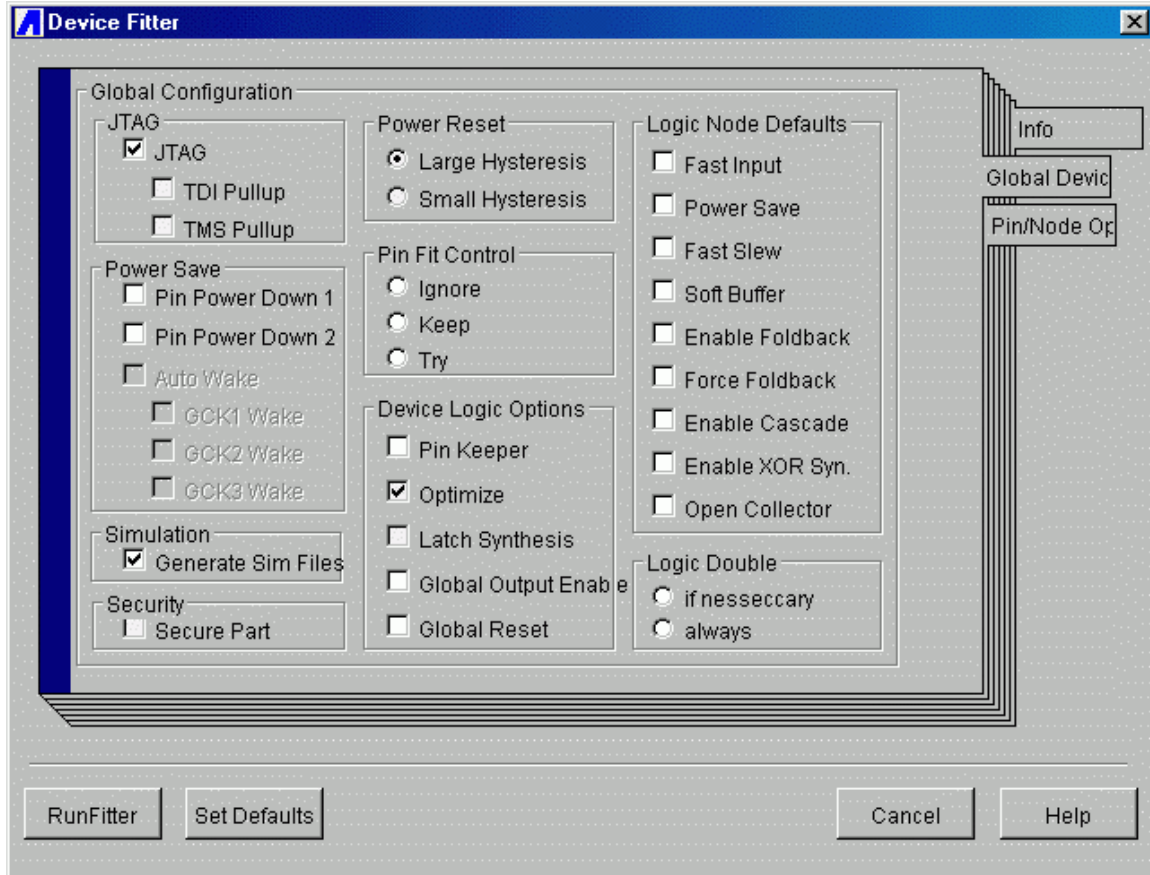 Device Fitter
Global Configuration
JTAG
JTAG
TDI Pullup
TMS Pullup
Power Save
Pin Power Down 1
Pin Power Down 2
Auto Wake
GCK1 Wake
GCK2 Wake
GCK3 Wake
Simulation
Generate Sim Files
Security
Secure Part
Power Reset
Large Hysteresis
Small Hysteresis
Pin Fit Control
Ignore
Keep
Try
Device Logic Options
Pin Keeper
Optimize
Latch Synthesis
Global Output Enable
Global Reset
Logic Node Defaults
Fast Input
Power Save
Fast Slew
Soft Buffer
Enable Foldback
Force Foldback
Enable Cascade
Enable XOR Syn.
Open Collector
Logic Double
if nesseccary
always
Info
Global Devic
Pin/Node Op
RunFitter
Set Defaults
Cancel
Help